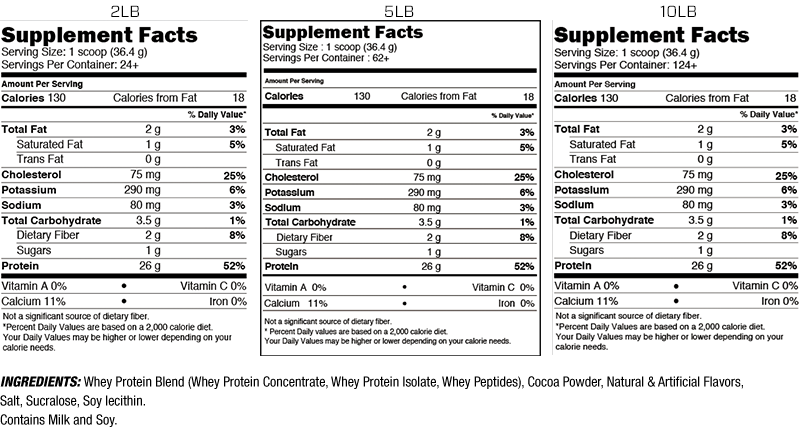 2LB
Supplement Facts
Serving Size: 1 scoop (36.4 g)
Servings Per Container: 24+
Amount Per Serving
Calories 130 Calories from Fat 18
% Daily Value*
Total Fat 2 g 3%
Saturated Fat 1 g 5%
Trans Fat 0 g
Cholesterol 75 mg 25%
Potassium 290 mg 6%
Sodium 80 mg 3%
Total Carbohydrate 3.5 g 1%
Dietary Fiber 2 g 8%
Sugars 1 g
Protein 26 g 52%
Vitamin A 0% • Vitamin C 0%
Calcium 11% • Iron 0%
Not a significant source of dietary fiber.
*Percent Daily Values are based on a 2,000 calorie diet.
Your Daily Values may be higher or lower depending on your
calorie needs.
5LB
Supplement Facts
Serving Size : 1 scoop (36.4 g)
Servings Per Container : 62+
Amount Per Serving
Calories 130 Calories from Fat 18
% Daily Value*
Total Fat 2 g 3%
Saturated Fat 1 g 5%
Trans Fat 0 g
Cholesterol 75 mg 25%
Potassium 290 mg 6%
Sodium 80 mg 3%
Total Carbohydrate 3.5 g 1%
Dietary Fiber 2 g 8%
Sugars 1 g
Protein 26 g 52%
Vitamin A 0% • Vitamin C 0%
Calcium 11% • Iron 0%
Not a significant source of dietary fiber.
* Percent Daily values are based on a 2,000 calorie diet.
Your Daily Values may be higher or lower depending on your calorie needs.
10LB
Supplement Facts
Serving Size: 1 scoop (36.4 g)
Servings Per Container: 124+
Amount Per Serving
Calories 130 Calories from Fat 18
% Daily Value*
Total Fat 2 g 3%
Saturated Fat 1 g 5%
Trans Fat 0 g
Cholesterol 75 mg 25%
Potassium 290 mg 6%
Sodium 80 mg 3%
Total Carbohydrate 3.5 g 1%
Dietary Fiber 2 g 8%
Sugars 1 g
Protein 26 g 52%
Vitamin A 0% • Vitamin C 0%
Calcium 11% • Iron 0%
Not a significant source of dietary fiber.
*Percent Daily Values are based on a 2,000 calorie diet.
Your Daily Values may be higher or lower depending on your
calorie needs.
INGREDIENTS: Whey Protein Blend (Whey Protein Concentrate, Whey Protein Isolate, Whey Peptides), Cocoa Powder, Natural & Artificial Flavors,
Salt, Sucralose, Soy lecithin.
Contains Milk and Soy.